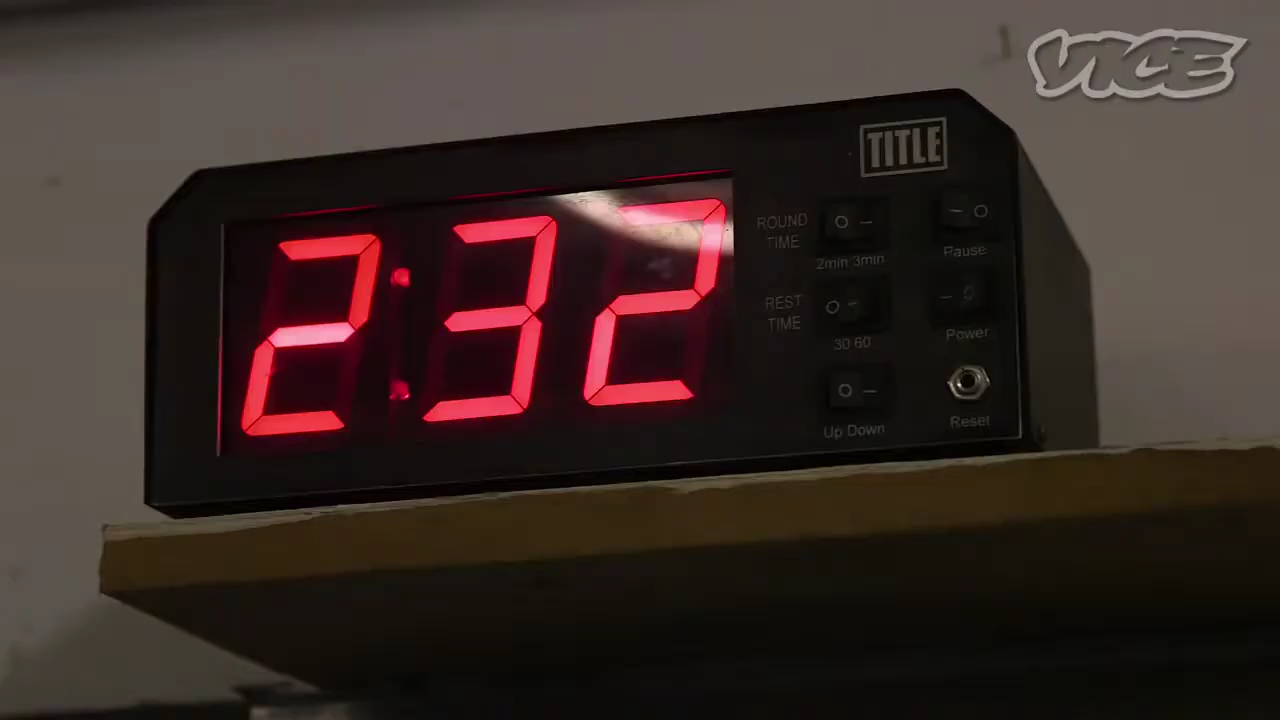 VICE
TITLE
2:32
ROUND
TIME
2min 3min
Pause
REST
TIME
30 60
Power
Up Down
Reset